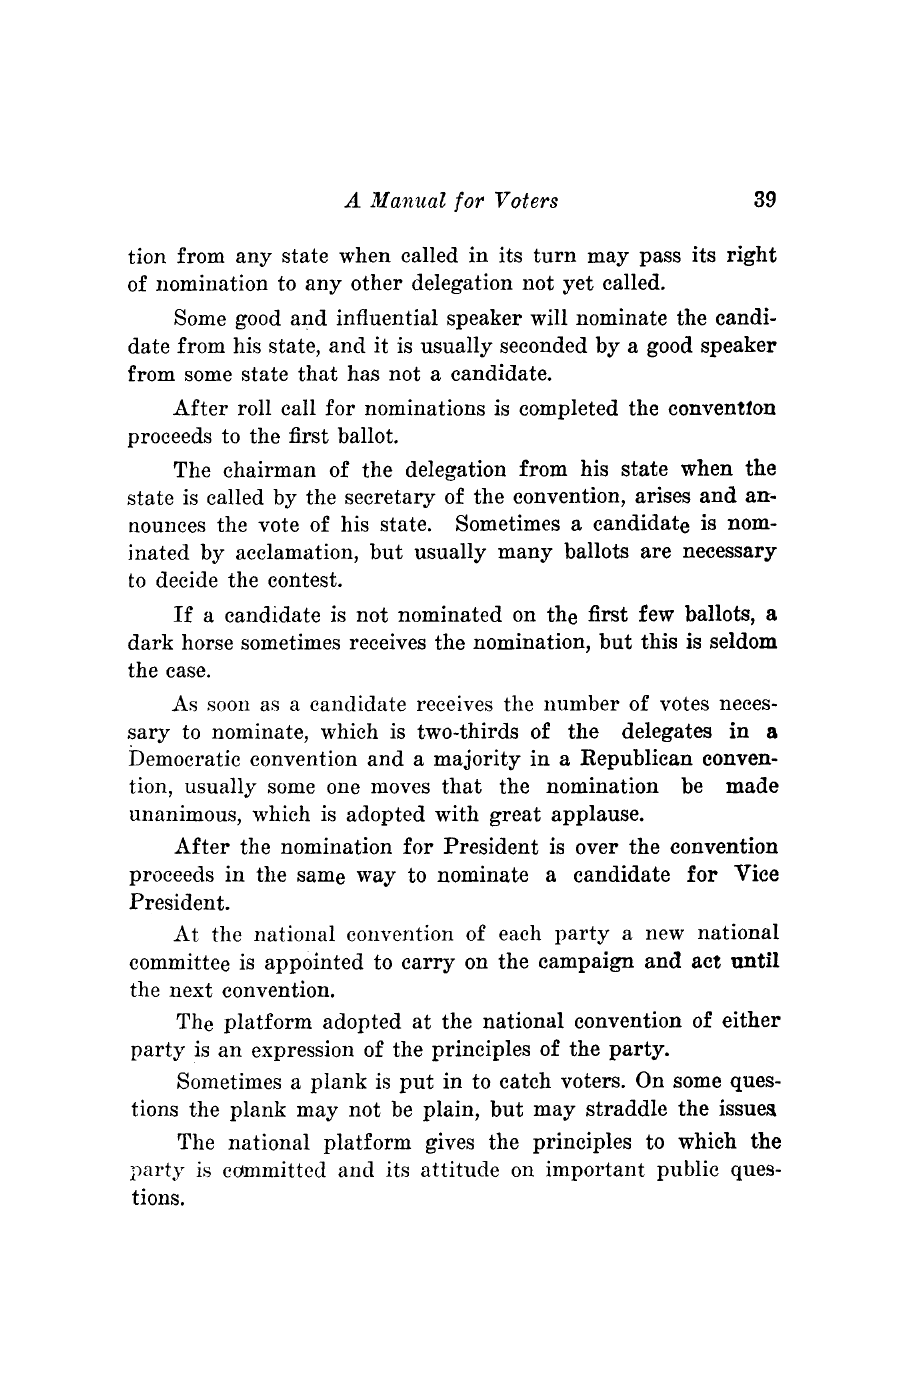 A Manual for Voters 39
tion from any state when called in its turn may pass its right
of nomination to any other delegation not yet called.
Some good and influential speaker will nominate the candi-
date from his state, and it is usually seconded by a good speaker
from some state that has not a candidate.
After roll call for nominations is completed the convention
proceeds to the first ballot.
The chairman of the delegation from his state when the
state is called by the secretary of the convention, arises and an-
nounces the vote of his state. Sometimes a candidate is nom-
inated by acclamation, but usually many ballots are necessary
to decide the contest.
If a candidate is not nominated on the first few ballots, a
dark horse sometimes receives the nomination, but this is seldom
the case.
As soon as a candidate receives the number of votes neces-
sary to nominate, which is two-thirds of the delegates in a
Democratic convention and a majority in a Republican conven-
tion, usually some one moves that the nomination be made
unanimous, which is adopted with great applause.
After the nomination for President is over the convention
proceeds in the same way to nominate a candidate for Vice
President.
At the national convention of each party a new national
committee is appointed to carry on the campaign and act until
the next convention.
The platform adopted at the national convention of either
party is an expression of the principles of the party.
Sometimes a plank is put in to catch voters. On some ques-
tions the plank may not be plain, but may straddle the issues
The national platform gives the principles to which the
party is committed and its attitude on important public ques-
tions.